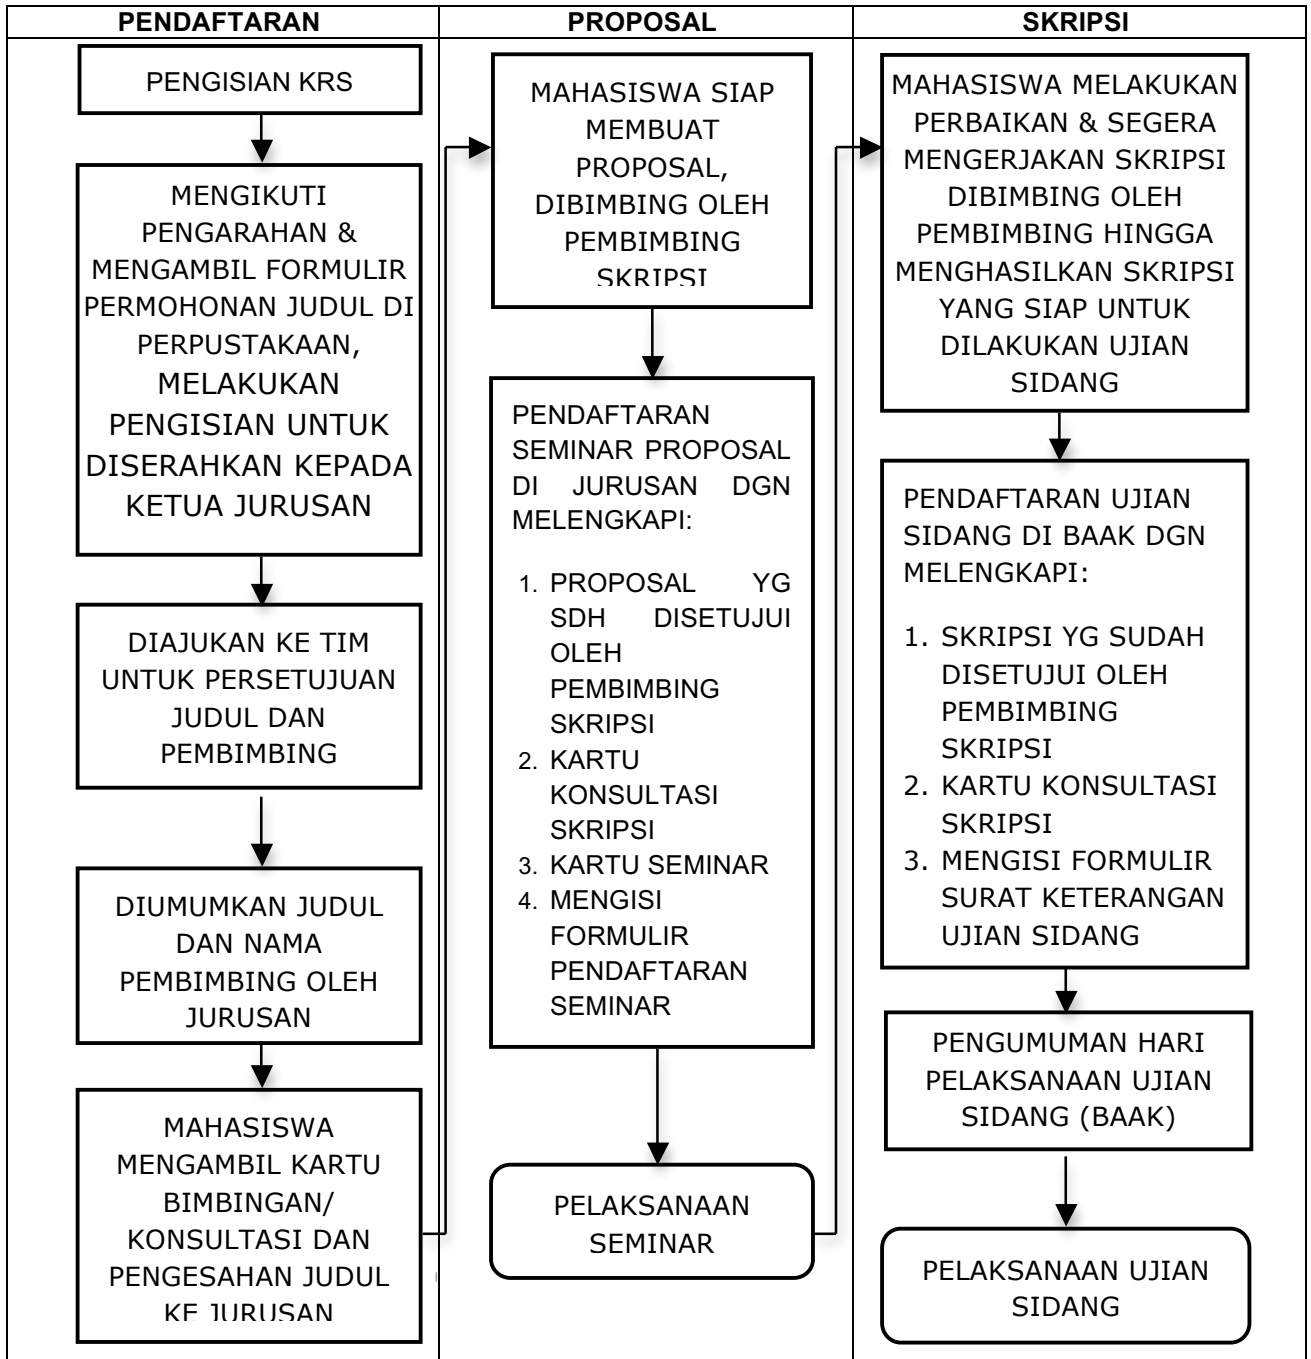 PENDAFTARAN
PENGISIAN KRS
MENGIKUTI
PENGARAHAN &
MENGAMBIL FORMULIR
PERMOHONAN JUDUL DI
PERPUSTAKAAN,
MELAKUKAN
PENGISIAN UNTUK
DISERAHKAN KEPADA
KETUA JURUSAN
DIAJUKAN KE TIM
UNTUK PERSETUJUAN
JUDUL DAN
PEMBIMBING
DIUMUMKAN JUDUL
DAN NAMA
PEMBIMBING OLEH
JURUSAN
MAHASISWA
MENGAMBIL KARTU
BIMBINGAN/
KONSULTASI DAN
PENGESAHAN JUDUL
KE JURUSAN
PROPOSAL
MAHASISWA SIAP
MEMBUAT
PROPOSAL,
DIBIMBING OLEH
PEMBIMBING
SKRIPSI
PENDAFTARAN
SEMINAR PROPOSAL
DI JURUSAN DGN
MELENGKAPI:
1. PROPOSAL YG
SDH DISETUJUI
OLEH
PEMBIMBING
SKRIPSI
2. KARTU
KONSULTASI
SKRIPSI
3. KARTU SEMINAR
4. MENGISI
FORMULIR
PENDAFTARAN
SEMINAR
PELAKSANAAN
SEMINAR
SKRIPSI
MAHASISWA MELAKUKAN
PERBAIKAN & SEGERA
MENGERJAKAN SKRIPSI
DIBIMBING OLEH
PEMBIMBING HINGGA
MENGHASILKAN SKRIPSI
YANG SIAP UNTUK
DILAKUKAN UJIAN
SIDANG
PENDAFTARAN UJIAN
SIDANG DI BAAK DGN
MELENGKAPI:
1. SKRIPSI YG SUDAH
DISETUJUI OLEH
PEMBIMBING
SKRIPSI
2. KARTU KONSULTASI
SKRIPSI
3. MENGISI FORMULIR
SURAT KETERANGAN
UJIAN SIDANG
PENGUMUMAN HARI
PELAKSANAAN UJIAN
SIDANG (BAAK)
PELAKSANAAN UJIAN
SIDANG